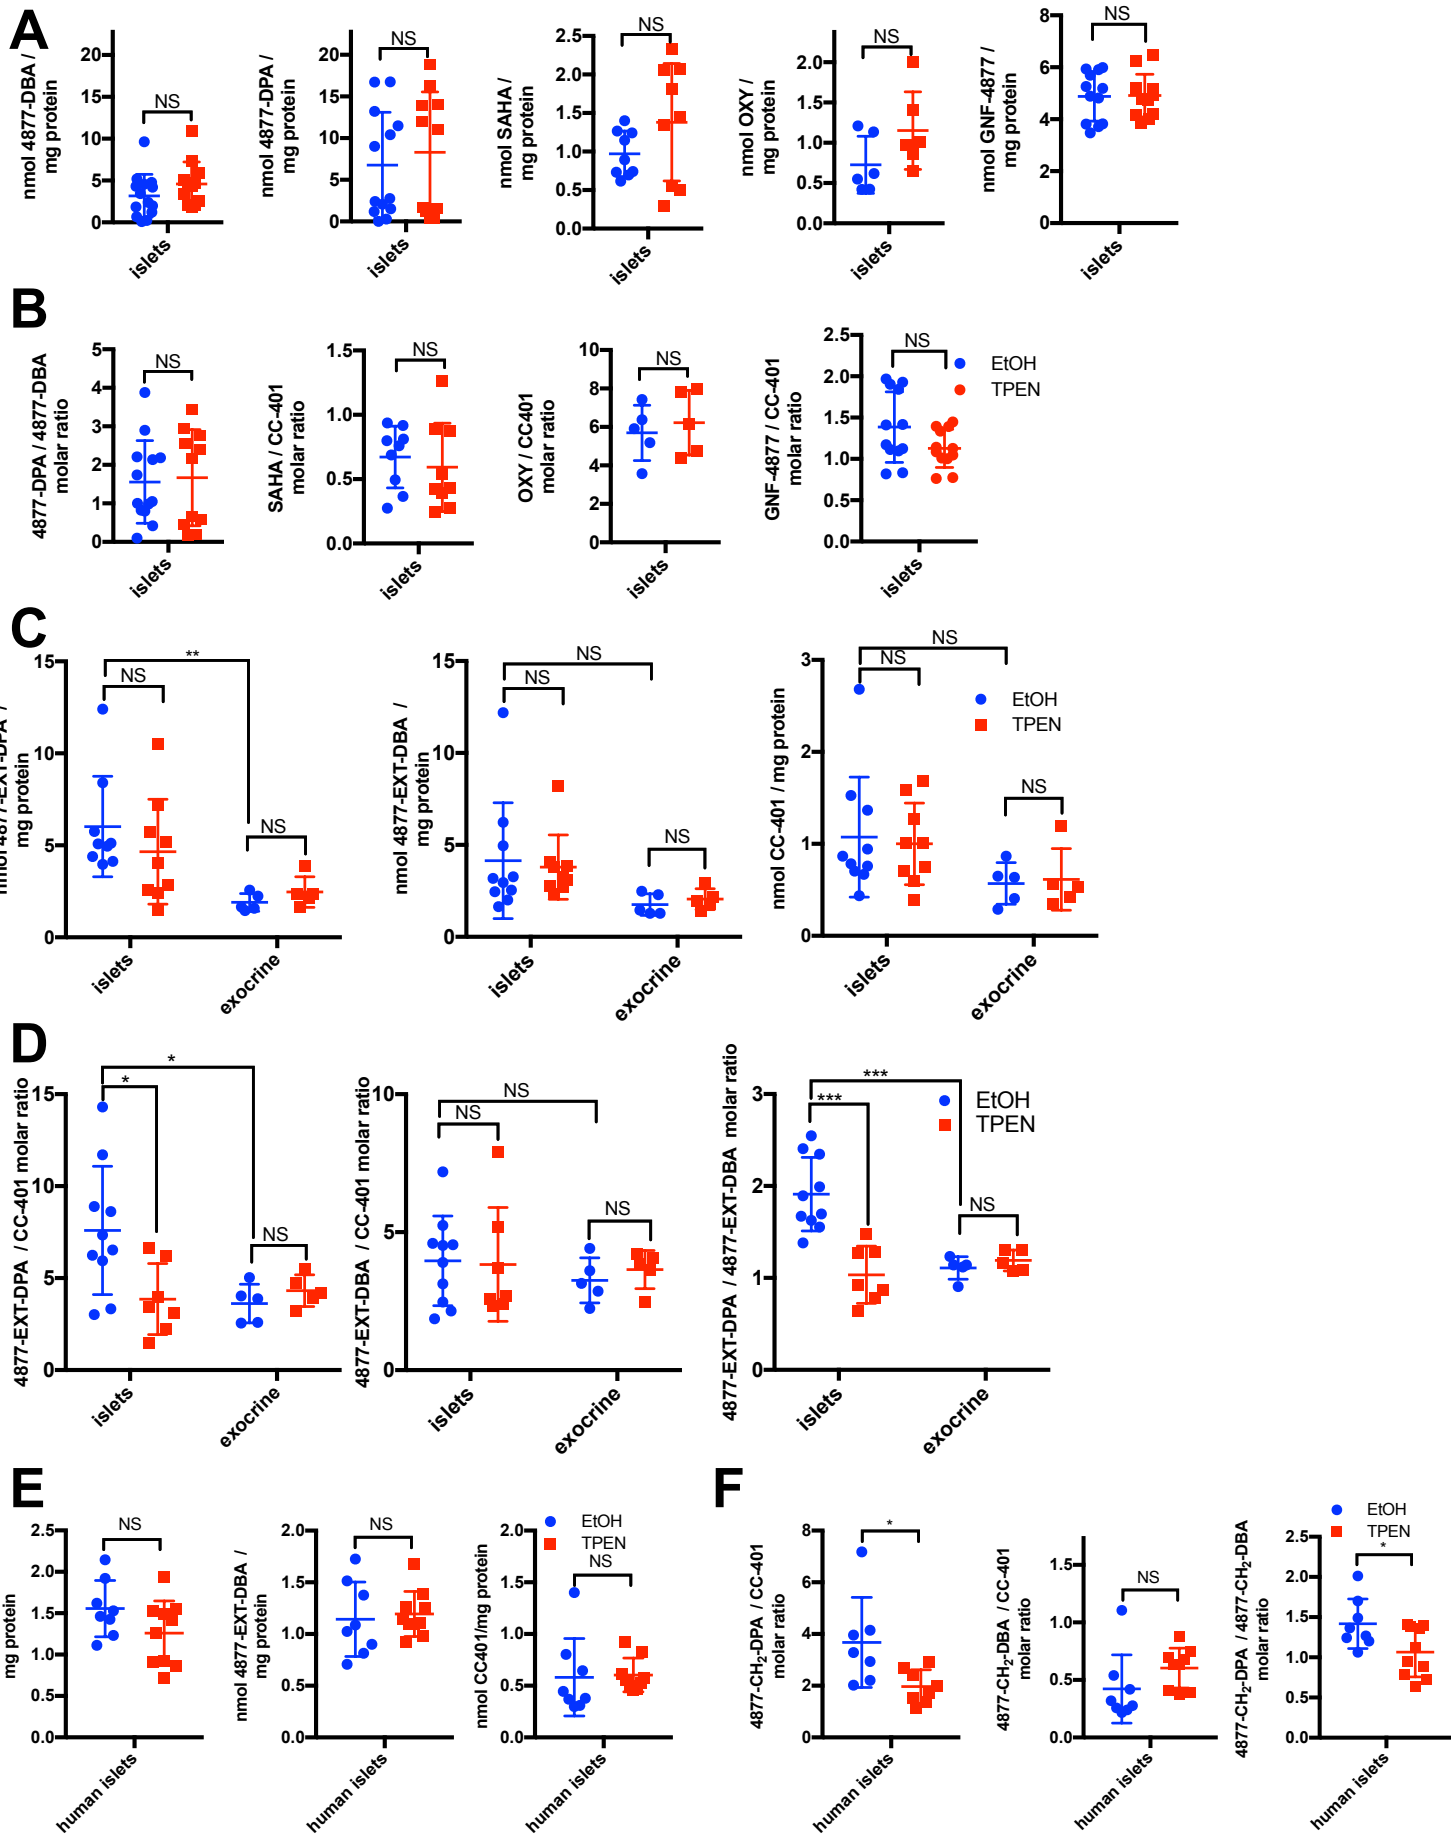 A
nmol 4877-DBA /
mg protein
20
15
10
5
0
NS
islets
nmol 4877-DPA /
mg protein
20
15
10
5
0
NS
islets
nmol SAHA /
mg protein
2.5
2.0
1.5
1.0
0.5
0.0
NS
islets
nmol OXY /
mg protein
2.0
1.5
1.0
0.5
0.0
NS
islets
nmol GNF-4877 /
mg protein
8
6
4
2
0
NS
islets
B
4877-DPA / 4877-DBA
molar ratio
5
4
3
2
1
0
NS
islets
SAHA / CC-401
molar ratio
1.5
1.0
0.5
0.0
NS
islets
OXY / CC401
molar ratio
10
8
6
4
2
0
NS
islets
GNF-4877 / CC-401
molar ratio
2.5
2.0
1.5
1.0
0.5
0.0
NS
EtOH
TPEN
islets
C
nmol 4877-EXT-DPA /
mg protein
15
10
5
0
**
NS
NS
islets
exocrine
nmol 4877-EXT-DBA /
mg protein
15
10
5
0
NS
NS
NS
islets
exocrine
nmol CC-401 / mg protein
3
2
1
0
NS
NS
NS
EtOH
TPEN
islets
exocrine
D
4877-EXT-DPA / CC-401 molar ratio
15
10
5
0
*
*
NS
islets
exocrine
4877-EXT-DBA / CC-401 molar ratio
10
5
0
NS
NS
NS
islets
exocrine
4877-EXT-DPA / 4877-EXT-DBA molar ratio
3
2
1
0
***
***
NS
EtOH
TPEN
islets
exocrine
E
mg protein
2.5
2.0
1.5
1.0
0.5
0.0
NS
human islets
nmol 4877-EXT-DBA /
mg protein
2.0
1.5
1.0
0.5
0.0
NS
human islets
nmol CC401/mg protein
2.0
1.5
1.0
0.5
0.0
EtOH
TPEN
NS
human islets
F
4877-CH₂-DPA / CC-401
molar ratio
8
6
4
2
0
*
human islets
4877-CH₂-DBA / CC-401
molar ratio
1.5
1.0
0.5
0.0
NS
human islets
4877-CH₂-DPA / 4877-CH₂-DBA
molar ratio
2.5
2.0
1.5
1.0
0.5
0.0
EtOH
TPEN
*
human islets